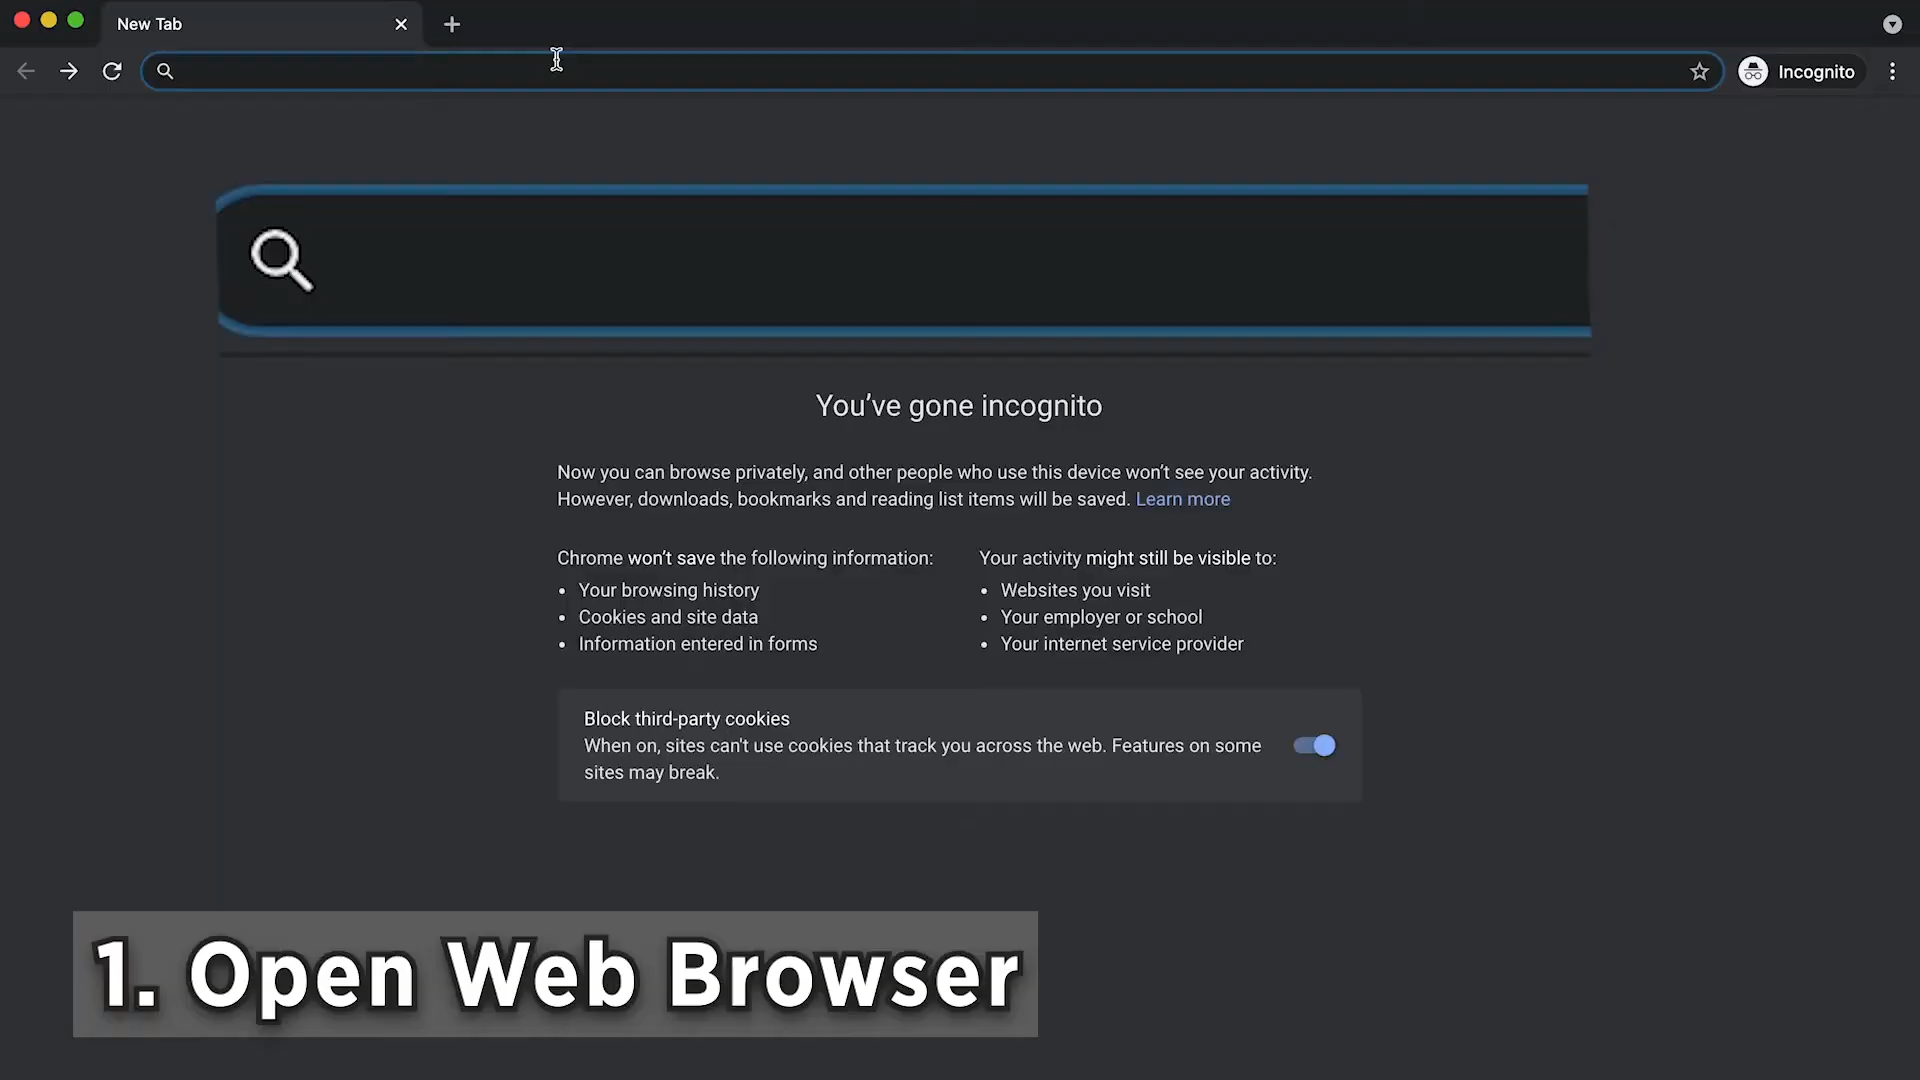 New Tab
Incognito
You’ve gone incognito
Now you can browse privately, and other people who use this device won’t see your activity.
However, downloads, bookmarks and reading list items will be saved. Learn more
Chrome won’t save the following information:
• Your browsing history
• Cookies and site data
• Information entered in forms
Your activity might still be visible to:
• Websites you visit
• Your employer or school
• Your internet service provider
Block third-party cookies
When on, sites can't use cookies that track you across the web. Features on some
sites may break.
1. Open Web Browser